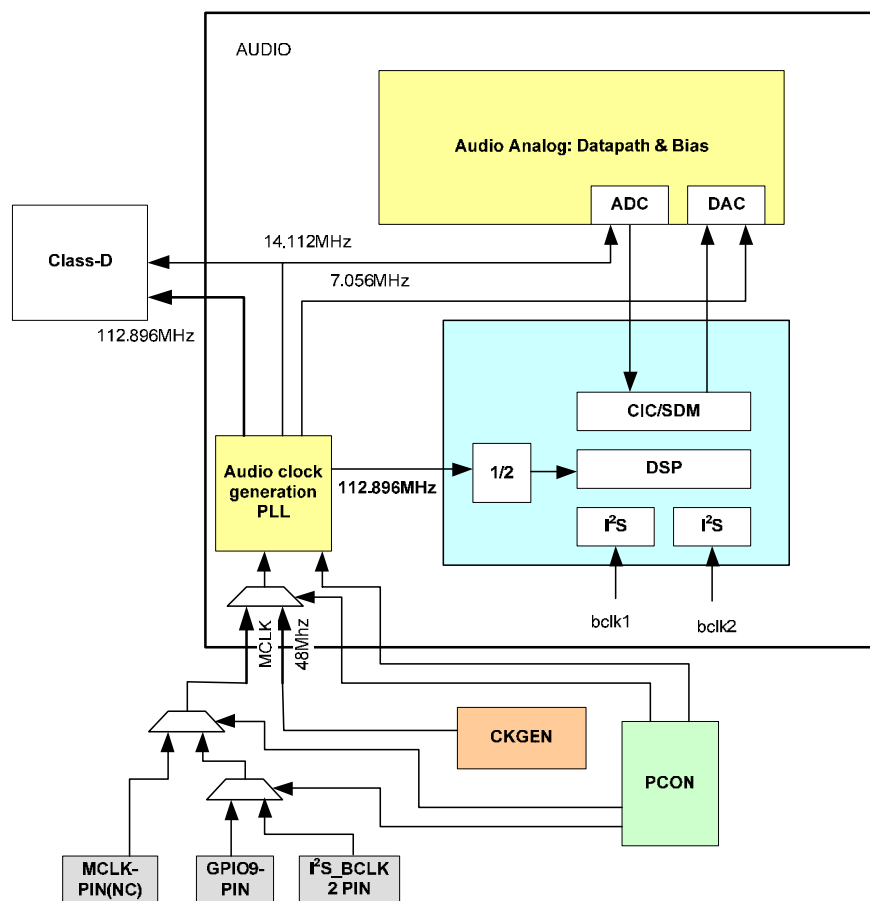 AUDIO
Audio Analog: Datapath & Bias
ADC
DAC
14.112MHz
Class-D
7.056MHz
112.896MHz
CIC/SDM
Audio clock
generation
PLL
112.896MHz
1/2
DSP
I²S
I²S
bclk1
bclk2
MCLK
48Mhz
CKGEN
PCON
MCLK-
PIN(NC)
GPIO9-
PIN
I²S_BCLK
2 PIN